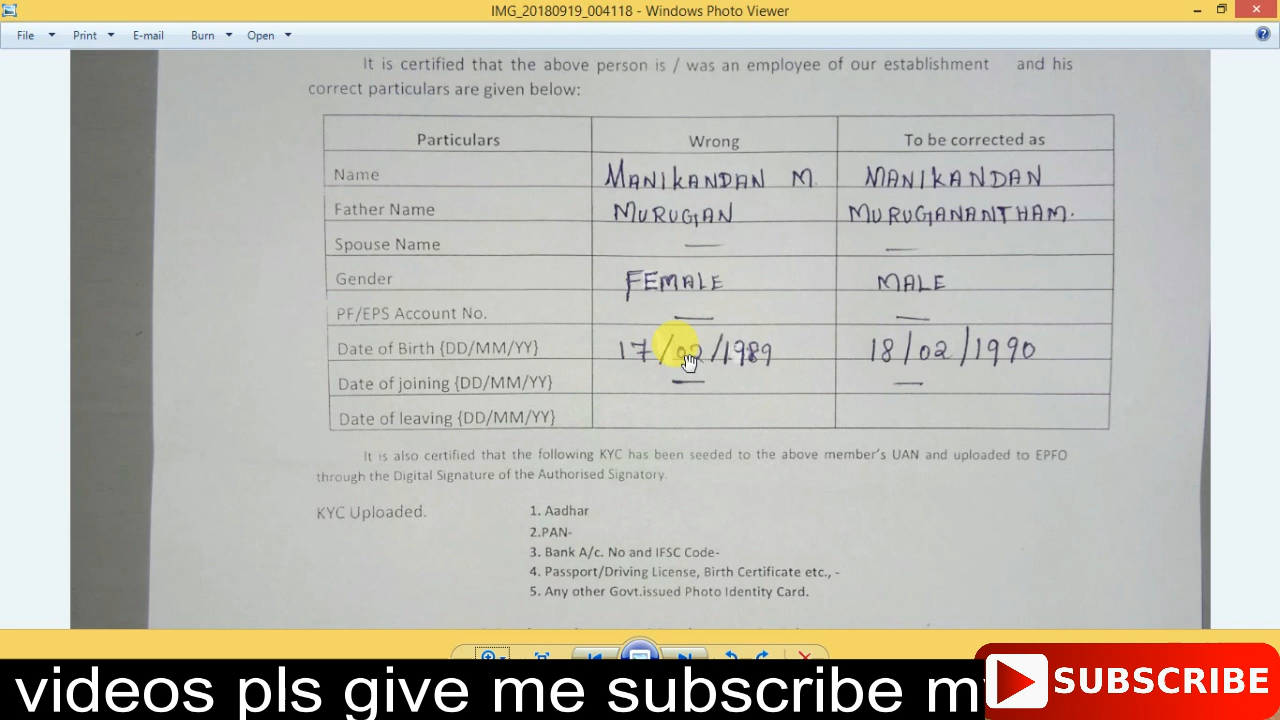 IMG_20180919_004118 - Windows Photo Viewer
File Print E-mail Burn Open
It is certified that the above person is / was an employee of our establishment and his
correct particulars are given below:
Particulars Wrong To be corrected as
Name MANIKANDAN M. MANIKANDAN
Father Name MURUGAN MURUGANANTHAM.
Spouse Name — —
Gender FEMALE MALE
PF/EPS Account No. — —
Date of Birth {DD/MM/YY} 17/02/1989 18/02/1990
Date of joining {DD/MM/YY} — —
Date of leaving {DD/MM/YY}
It is also certified that the following KYC has been seeded to the above member's UAN and uploaded to EPFO
through the Digital Signature of the Authorised Signatory.
KYC Uploaded. 1. Aadhar
2.PAN-
3. Bank A/c. No and IFSC Code-
4. Passport/Driving License, Birth Certificate etc., -
5. Any other Govt.issued Photo Identity Card.
videos pls give me subscribe my
SUBSCRIBE